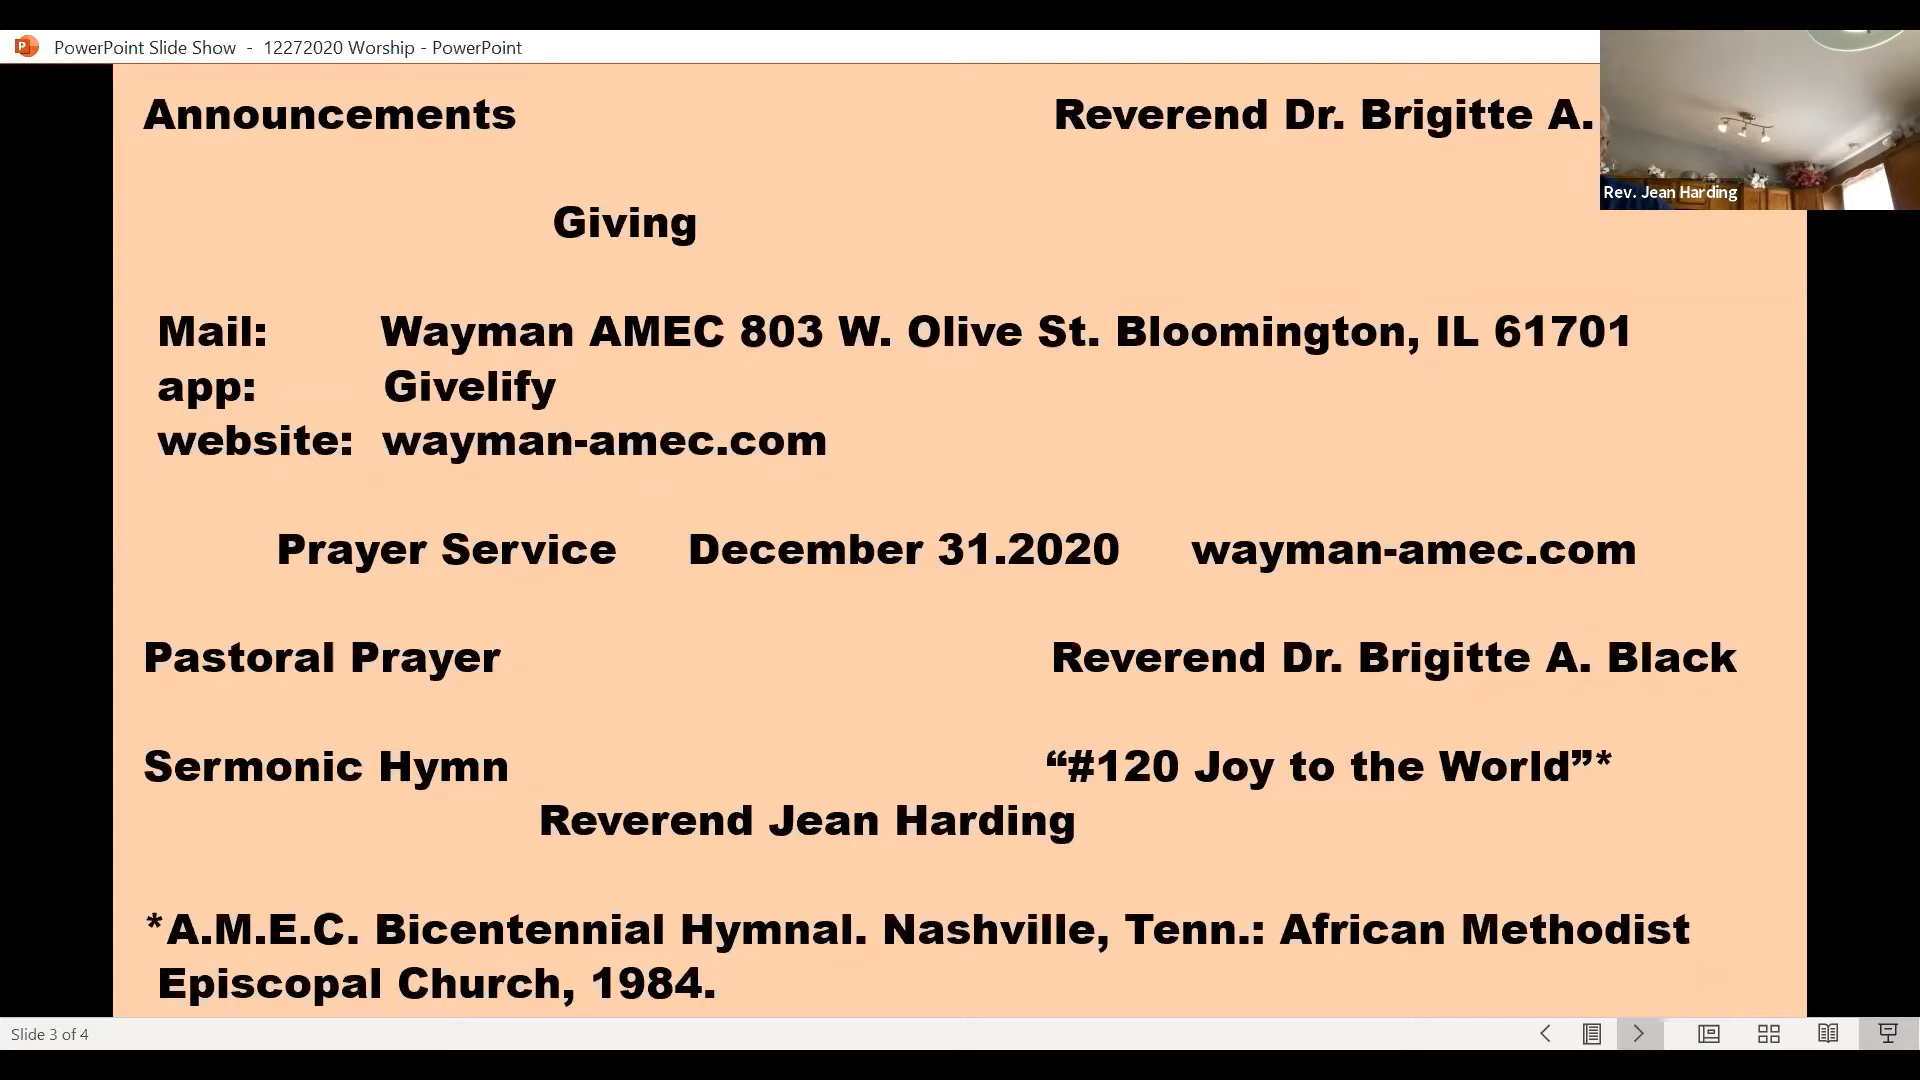 PowerPoint Slide Show - 12272020 Worship - PowerPoint
Announcements Reverend Dr. Brigitte A.
Rev. Jean Harding
Giving
Mail: Wayman AMEC 803 W. Olive St. Bloomington, IL 61701
app: Givelify
website: wayman-amec.com
Prayer Service December 31.2020 wayman-amec.com
Pastoral Prayer Reverend Dr. Brigitte A. Black
Sermonic Hymn “#120 Joy to the World”*
Reverend Jean Harding
*A.M.E.C. Bicentennial Hymnal. Nashville, Tenn.: African Methodist
Episcopal Church, 1984.
Slide 3 of 4